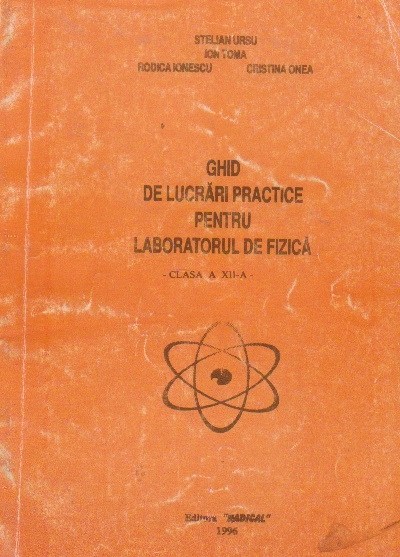 STELIAN URSU
ION TOMA
RODICA IONESCU CRISTINA ONEA
GHID
DE LUCRĂRI PRACTICE
PENTRU
LABORATORUL DE FIZICĂ
- CLASA A XII-A -
Editura "RADICAL"
1996